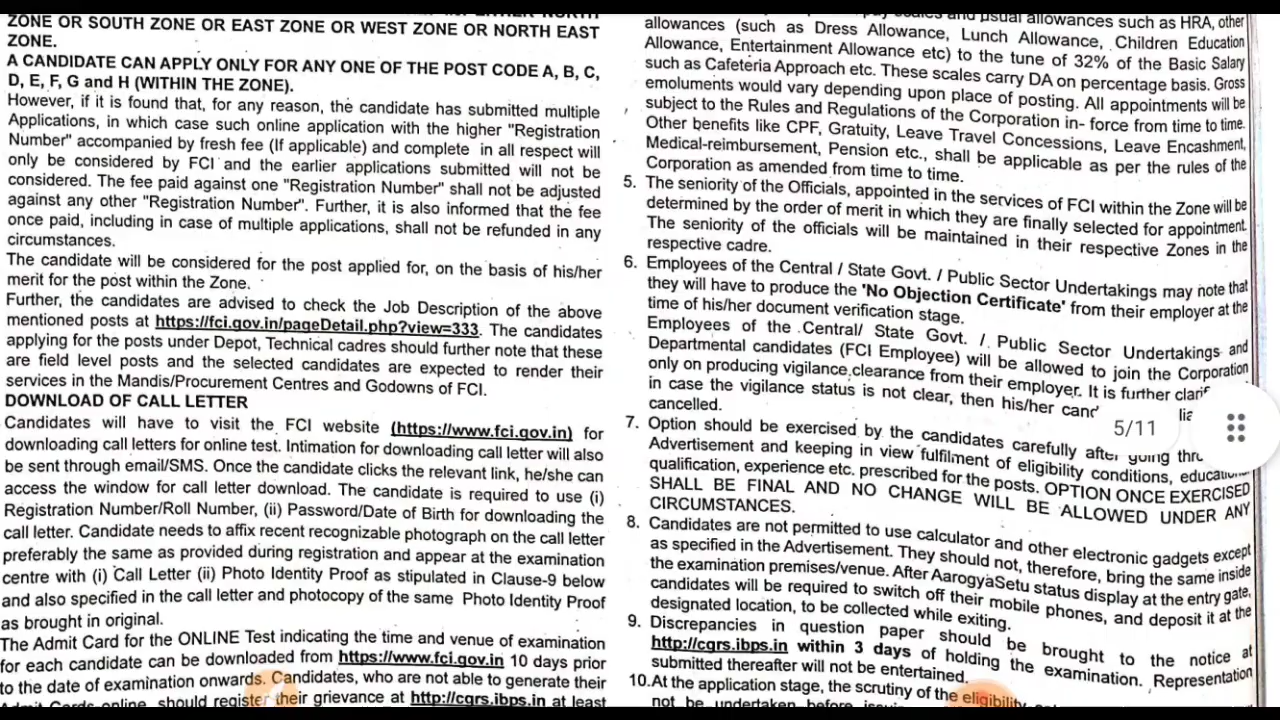 ZONE OR SOUTH ZONE OR EAST ZONE OR WEST ZONE OR NORTH EAST
ZONE.
A CANDIDATE CAN APPLY ONLY FOR ANY ONE OF THE POST CODE A, B, C,
D, E, F, G and H (WITHIN THE ZONE).
However, if it is found that, for any reason, the candidate has submitted multiple
Applications, in which case such online application with the higher "Registration
Number" accompanied by fresh fee (If applicable) and complete in all respect will
only be considered by FCI and the earlier applications submitted will not be
considered. The fee paid against one "Registration Number" shall not be adjusted
against any other "Registration Number". Further, it is also informed that the fee
once paid, including in case of multiple applications, shall not be refunded in any
circumstances.
The candidate will be considered for the post applied for, on the basis of his/her
merit for the post within the Zone.
Further, the candidates are advised to check the Job Description of the above
mentioned posts at https://fci.gov.in/pageDetail.php?view=333. The candidates
applying for the posts under Depot, Technical cadres should further note that these
are field level posts and the selected candidates are expected to render their
services in the Mandis/Procurement Centres and Godowns of FCI.
DOWNLOAD OF CALL LETTER
Candidates will have to visit the FCI website (https://www.fci.gov.in) for
downloading call letters for online test. Intimation for downloading call letter will also
be sent through email/SMS. Once the candidate clicks the relevant link, he/she can
access the window for call letter download. The candidate is required to use (i)
Registration Number/Roll Number, (ii) Password/Date of Birth for downloading the
call letter. Candidate needs to affix recent recognizable photograph on the call letter
preferably the same as provided during registration and appear at the examination
centre with (i) Call Letter (ii) Photo Identity Proof as stipulated in Clause-9 below
and also specified in the call letter and photocopy of the same Photo Identity Proof
as brought in original.
The Admit Card for the ONLINE Test indicating the time and venue of examination
for each candidate can be downloaded from https://www.fci.gov.in 10 days prior
to the date of examination onwards. Candidates, who are not able to generate their
Admit Cards online, should register their grievance at http://cgrs.ibps.in at least
and usual allowances such as HRA, other
allowances (such as Dress Allowance, Lunch Allowance, Children Education
Allowance, Entertainment Allowance etc) to the tune of 32% of the Basic Salary
such as Cafeteria Approach etc. These scales carry DA on percentage basis. Gross
emoluments would vary depending upon place of posting. All appointments will be
subject to the Rules and Regulations of the Corporation in- force from time to time.
Other benefits like CPF, Gratuity, Leave Travel Concessions, Leave Encashment,
Medical-reimbursement, Pension etc., shall be applicable as per the rules of the
Corporation as amended from time to time.
5. The seniority of the Officials, appointed in the services of FCI within the Zone will be
determined by the order of merit in which they are finally selected for appointment.
The seniority of the officials will be maintained in their respective Zones in the
respective cadre.
6. Employees of the Central / State Govt. / Public Sector Undertakings may note that
they will have to produce the 'No Objection Certificate' from their employer at the
time of his/her document verification stage.
Employees of the Central/ State Govt. / Public Sector Undertakings and
Departmental candidates (FCI Employee) will be allowed to join the Corporation
only on producing vigilance clearance from their employer. It is further
in case the vigilance status is not clear, then his/her
cancelled.
5/11
7. Option should be exercised by the candidates carefully after going
Advertisement and keeping in view fulfilment of eligibility conditions,
qualification, experience etc. prescribed for the posts. OPTION ONCE EXERCISED
SHALL BE FINAL AND NO CHANGE WILL BE ALLOWED UNDER ANY
CIRCUMSTANCES.
8. Candidates are not permitted to use calculator and other electronic gadgets except
as specified in the Advertisement. They should not, therefore, bring the same inside
the examination premises/venue. After AarogyaSetu status display at the entry gate,
candidates will be required to switch off their mobile phones, and deposit it at the
designated location, to be collected while exiting.
9. Discrepancies in question paper should be brought to the notice at
http://cgrs.ibps.in within 3 days of holding the examination. Representation
submitted thereafter will not be entertained.
10. At the application stage, the scrutiny of the eligibility
not be undertaken before